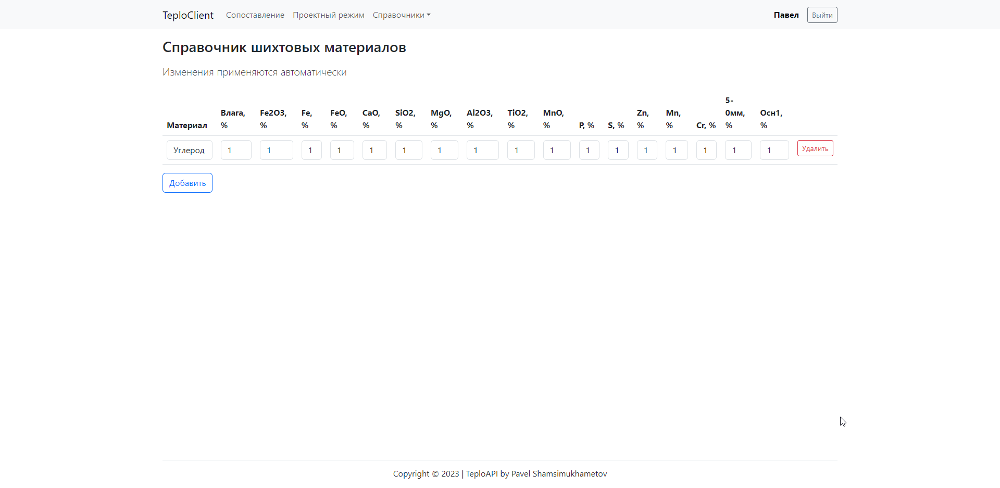 TeploClient Сопоставление Проектный режим Справочники Павел Выйти
Справочник шихтовых материалов
Изменения применяются автоматически
Материал Влага, % Fe2O3, % Fe, % FeO, % CaO, % SiO2, % MgO, % Al2O3, % TiO2, % MnO, % P, % S, % Zn, % Mn, % Cr, % 5-0мм, % Осн1, %
Углерод 1 1 1 1 1 1 1 1 1 1 1 1 1 1 1 1 1 Удалить
Добавить
Copyright © 2023 | TeploAPI by Pavel Shamsimukhametov